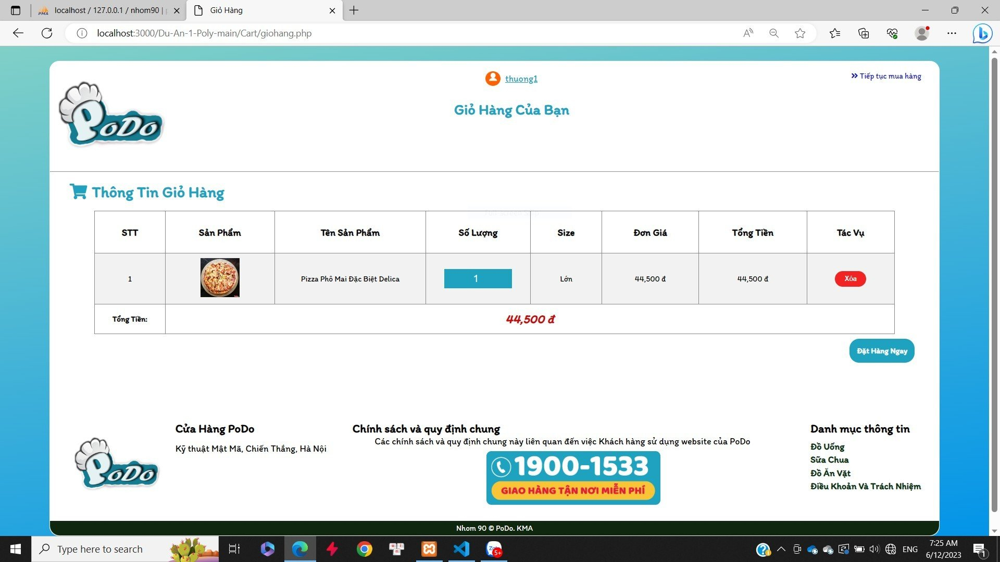 localhost / 127.0.0.1 / nhom90 |
Giỏ Hàng
localhost:3000/Du-An-1-Poly-main/Cart/giohang.php
thuong1
Tiếp tục mua hàng
PoDo
Giỏ Hàng Của Bạn
Thông Tin Giỏ Hàng
Full-screen Snip
STT Sản Phẩm Tên Sản Phẩm Số Lượng Size Đơn Giá Tổng Tiền Tác Vụ
1 Pizza Phô Mai Đặc Biệt Delica 1 Lớn 44,500 đ 44,500 đ Xóa
Tổng Tiền: 44,500 đ
Đặt Hàng Ngay
PoDo
Cửa Hàng PoDo
Kỹ thuật Mật Mã, Chiến Thắng, Hà Nội
Chính sách và quy định chung
Các chính sách và quy định chung này liên quan đến việc Khách hàng sử dụng website của PoDo
1900-1533
GIAO HÀNG TẬN NƠI MIỄN PHÍ
Danh mục thông tin
Đồ Uống
Sữa Chua
Đồ Ăn Vặt
Điều Khoản Và Trách Nhiệm
Nhom 90 © PoDo. KMA
Type here to search
5+
ENG
7:25 AM
6/12/2023
1